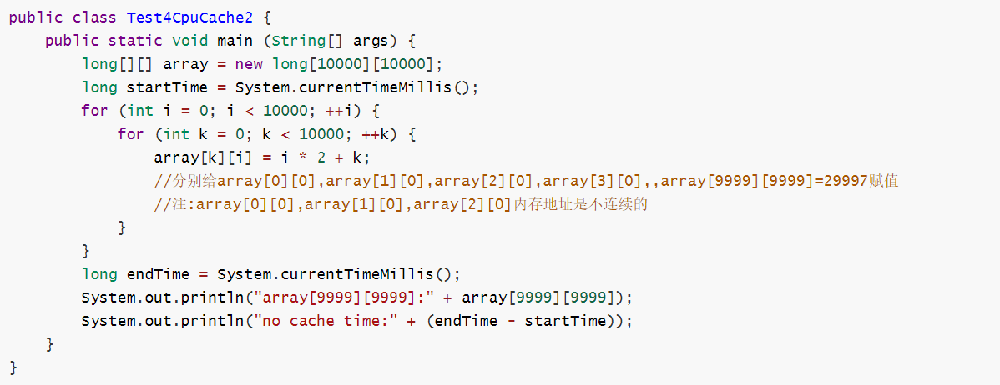 public class Test4CpuCache2 {
    public static void main (String[] args) {
        long[][] array = new long[10000][10000];
        long startTime = System.currentTimeMillis();
        for (int i = 0; i < 10000; ++i) {
            for (int k = 0; k < 10000; ++k) {
                array[k][i] = i * 2 + k;
                //分别给array[0][0],array[1][0],array[2][0],array[3][0],,array[9999][9999]=29997赋值
                //注:array[0][0],array[1][0],array[2][0]内存地址是不连续的
            }
        }
        long endTime = System.currentTimeMillis();
        System.out.println("array[9999][9999]:" + array[9999][9999]);
        System.out.println("no cache time:" + (endTime - startTime));
    }
}